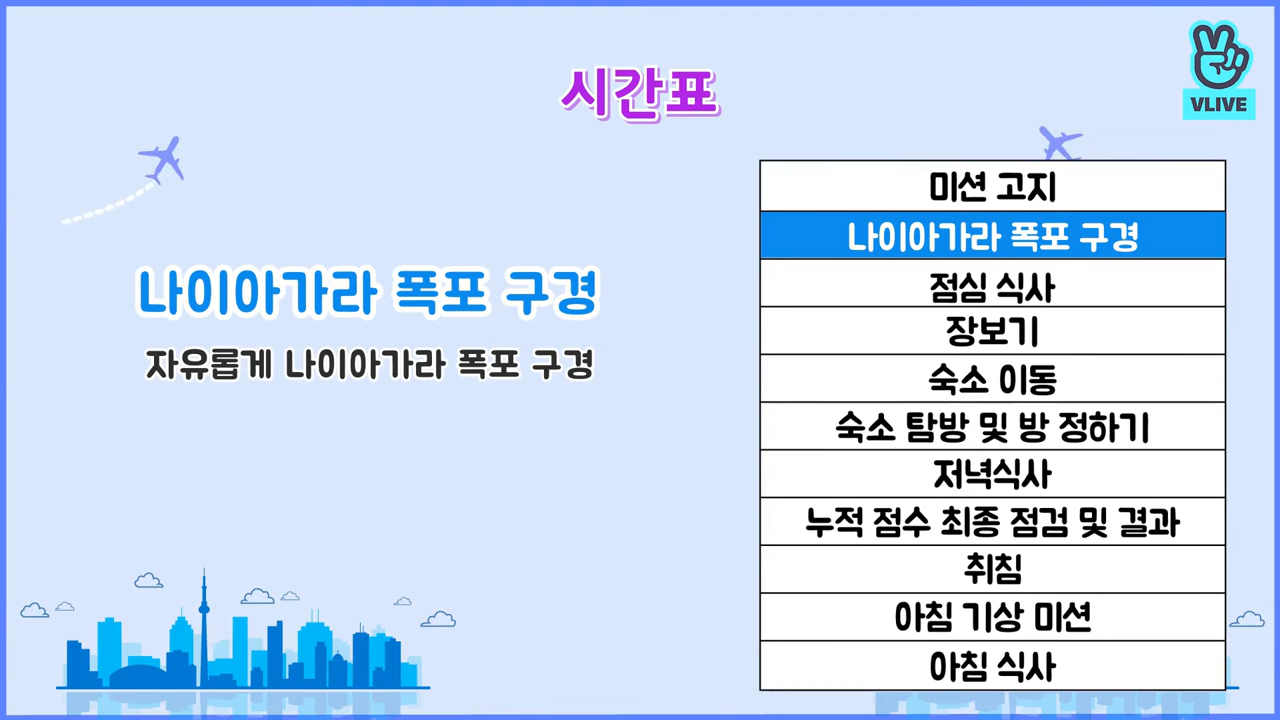 시간표
VLIVE
나이아가라 폭포 구경
자유롭게 나이아가라 폭포 구경
미션 고지
나이아가라 폭포 구경
점심 식사
장보기
숙소 이동
숙소 탐방 및 방 정하기
저녁식사
누적 점수 최종 점검 및 결과
취침
아침 기상 미션
아침 식사